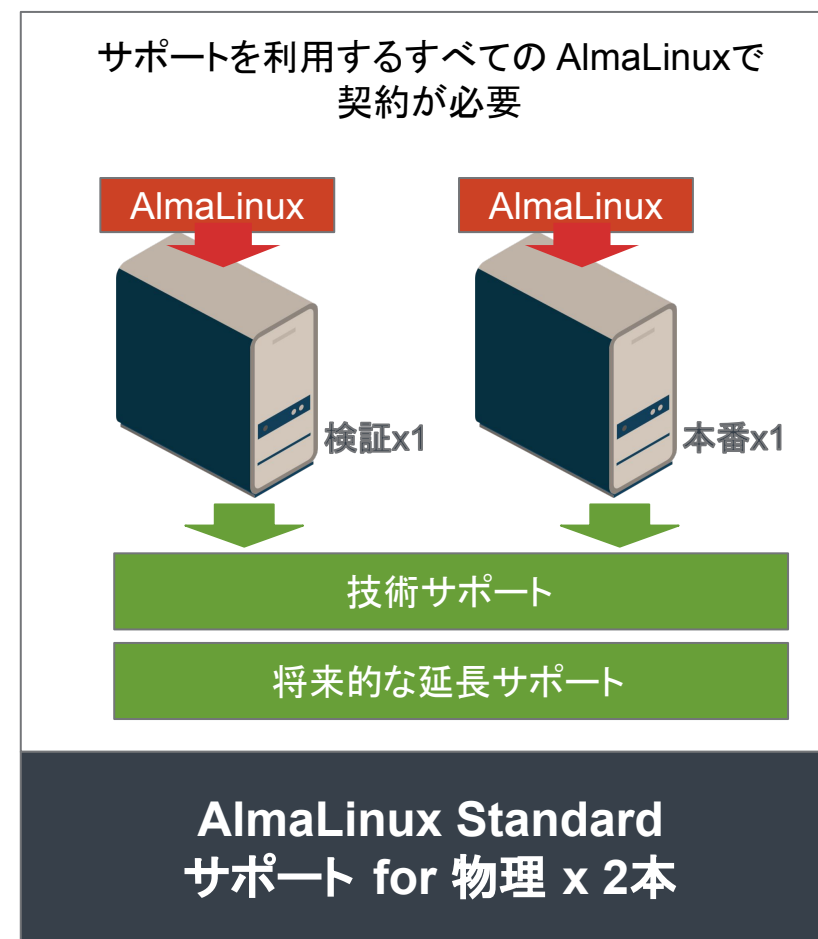 サポートを利用するすべての AlmaLinuxで
契約が必要
AlmaLinux
AlmaLinux
検証x1
本番x1
技術サポート
将来的な延長サポート
AlmaLinux Standard
サポート for 物理 x 2本